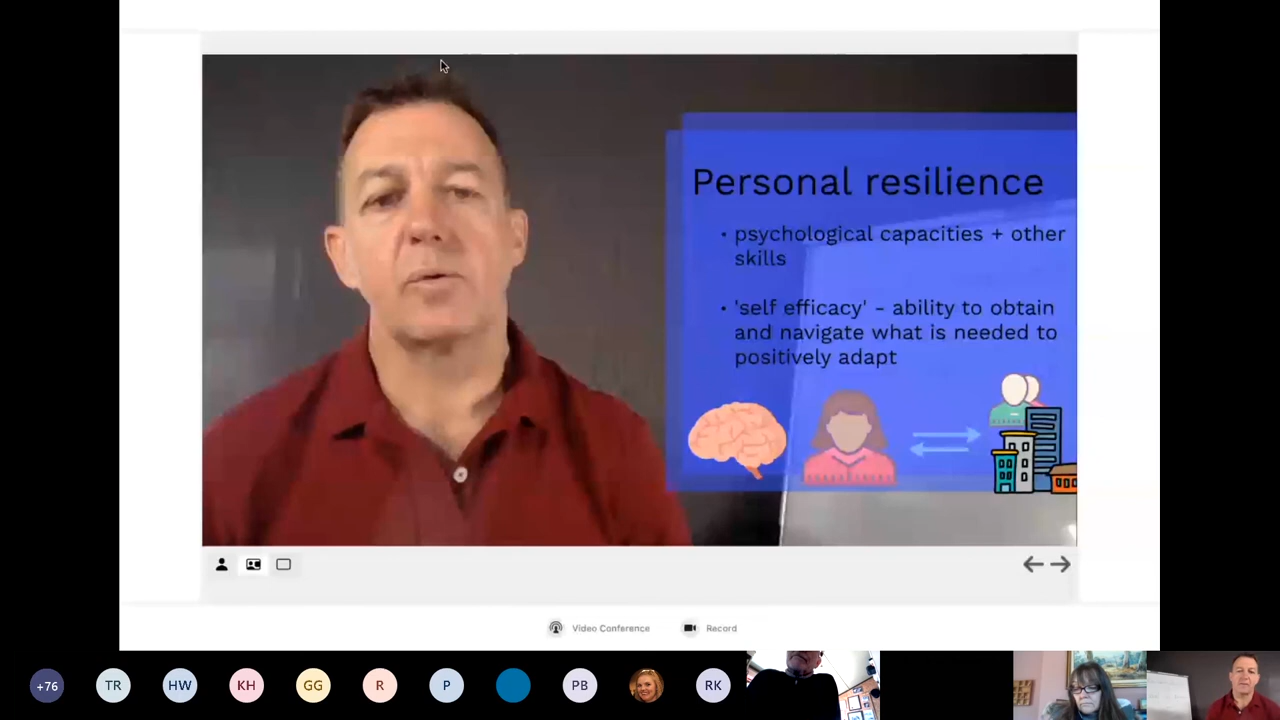 Personal resilience
• psychological capacities + other
skills
• 'self efficacy' - ability to obtain
and navigate what is needed to
positively adapt
Video Conference
Record
+76
TR
HW
KH
GG
R
P
PB
RK